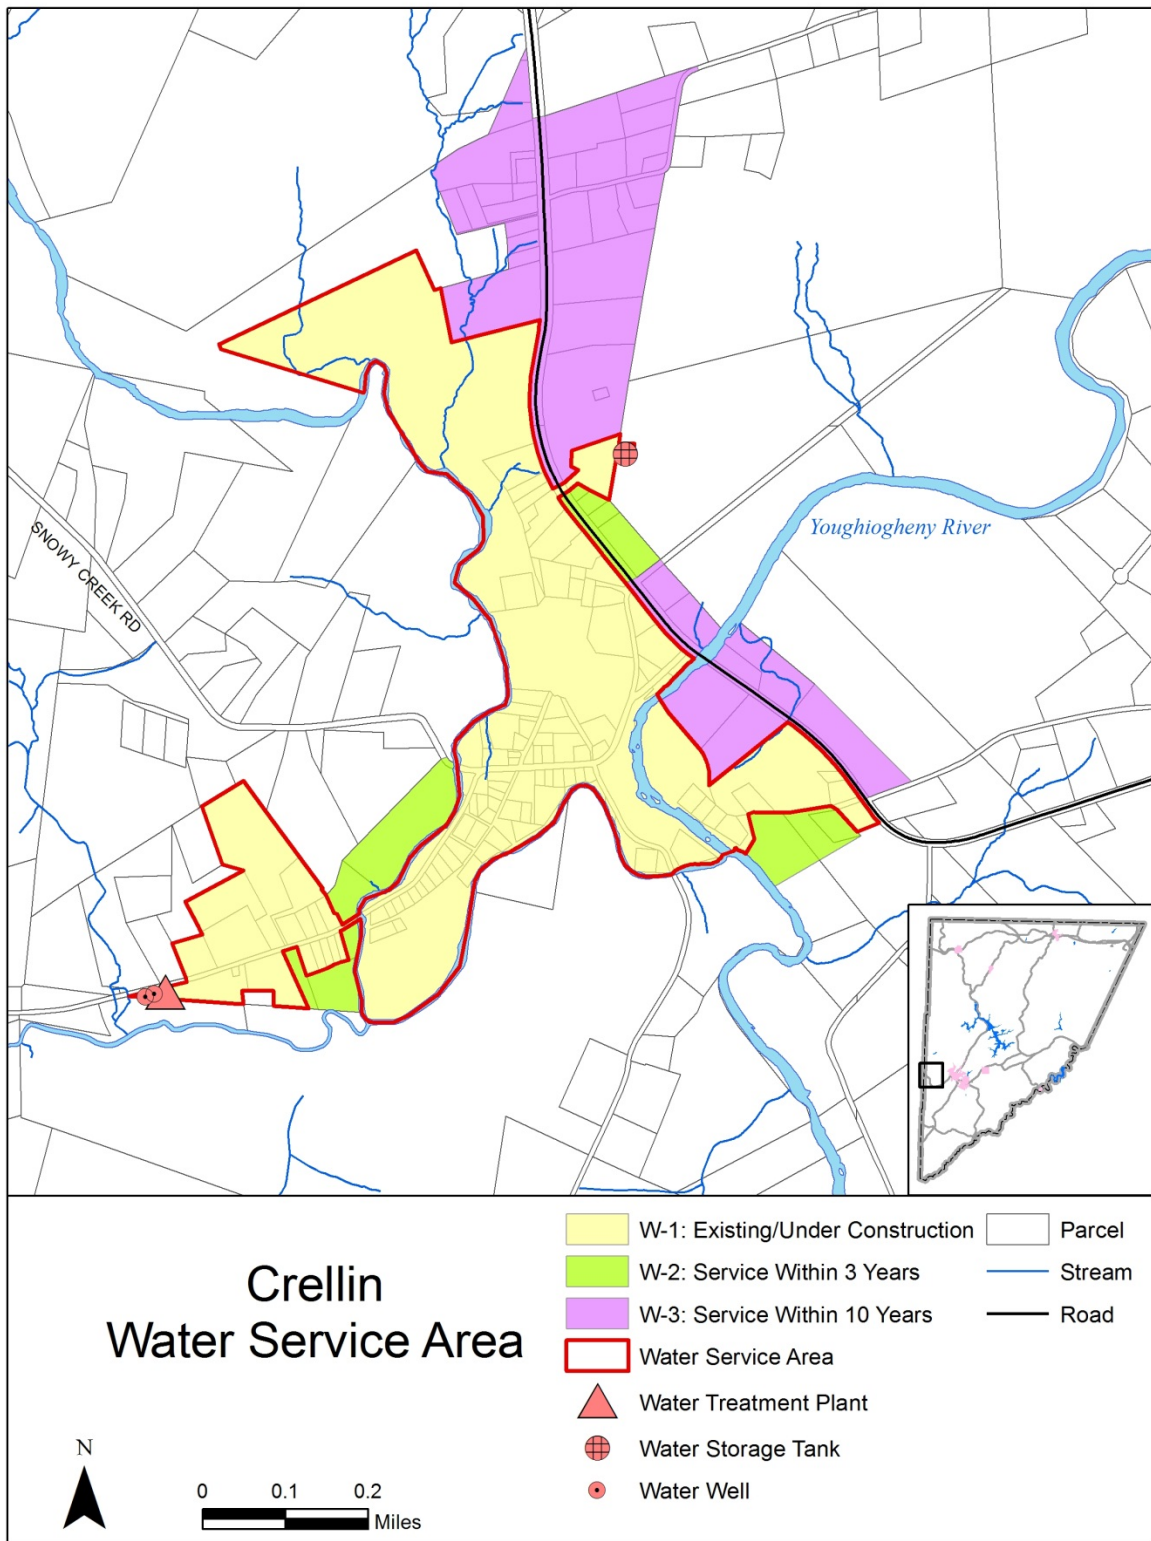 SNOWY CREEK RD
Youghiogheny River
Crellin
Water Service Area
N
0 0.1 0.2
Miles
W-1: Existing/Under Construction
W-2: Service Within 3 Years
W-3: Service Within 10 Years
Water Service Area
Water Treatment Plant
Water Storage Tank
Water Well
Parcel
Stream
Road